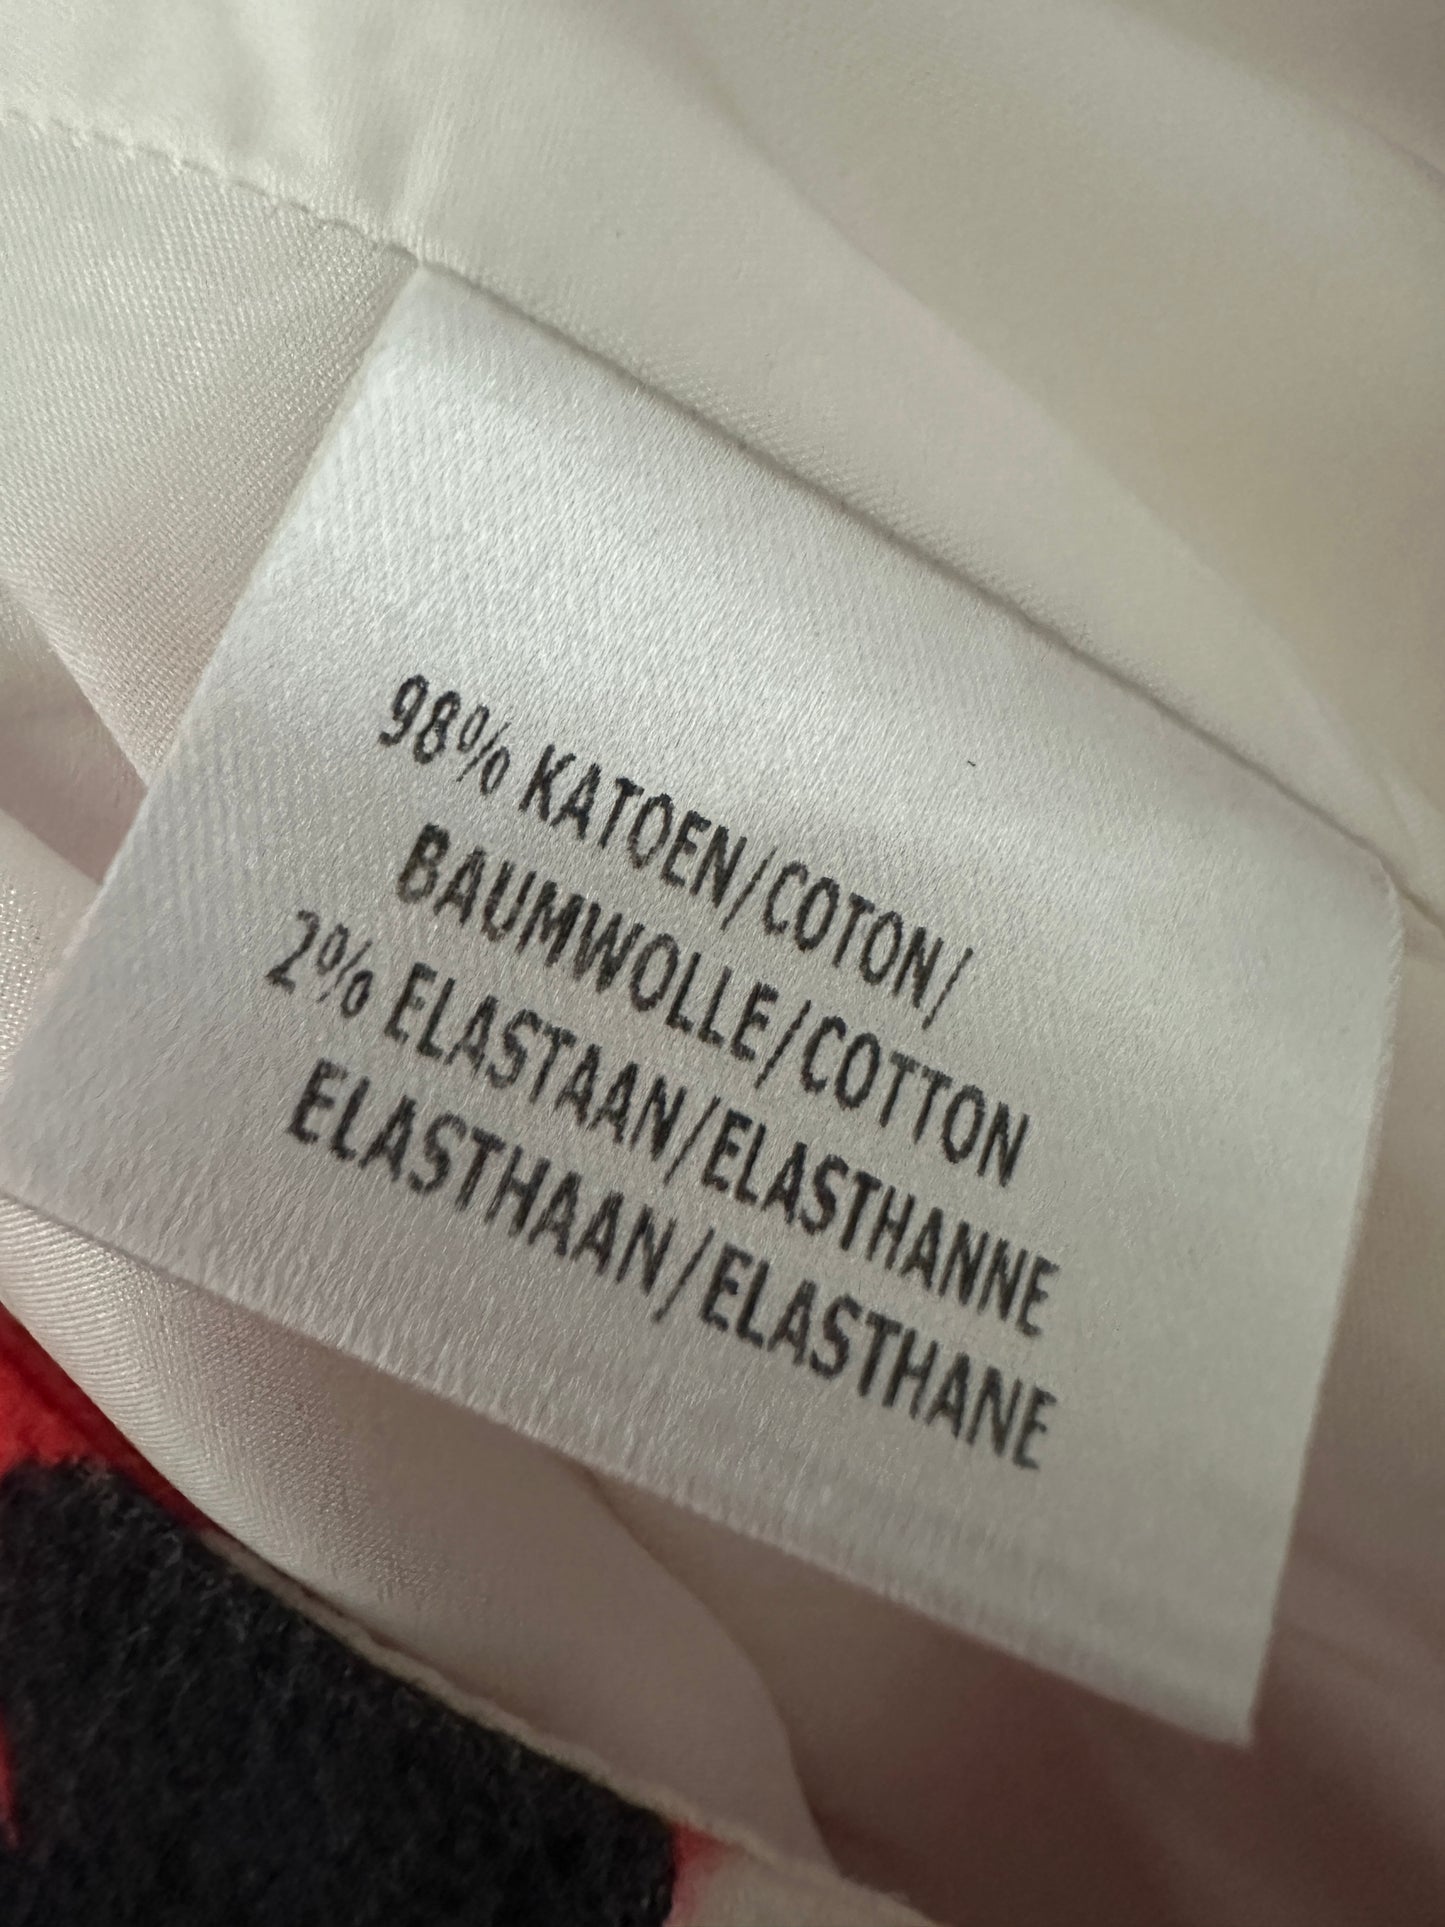 98% KATOEN/COTON/
BAUMWOLLE/COTTON
2% ELASTAAN/ELASTHANNE
ELASTHAAN/ELASTHANE